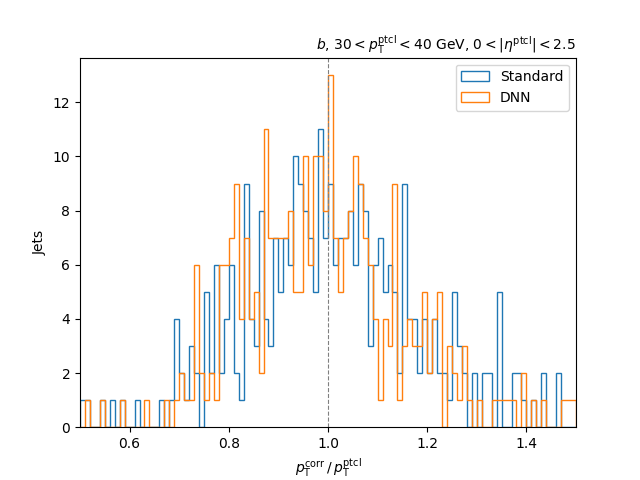 b, 30 < p_T^ptcl < 40 GeV, 0 < |η^ptcl| < 2.5
Standard
DNN
12
10
8
6
4
2
0
Jets
0.6 0.8 1.0 1.2 1.4
p_T^corr / p_T^ptcl